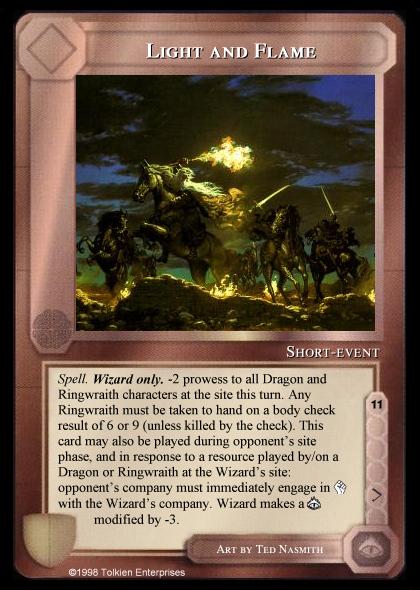 Light and Flame
Short-event
Spell. Wizard only. -2 prowess to all Dragon and
Ringwraith characters at the site this turn. Any
Ringwraith must be taken to hand on a body check
result of 6 or 9 (unless killed by the check). This
card may also be played during opponent's site
phase, and in response to a resource played by/on a
Dragon or Ringwraith at the Wizard's site:
opponent's company must immediately engage in
with the Wizard's company. Wizard makes a
modified by -3.
11
Art by Ted Nasmith
©1998 Tolkien Enterprises